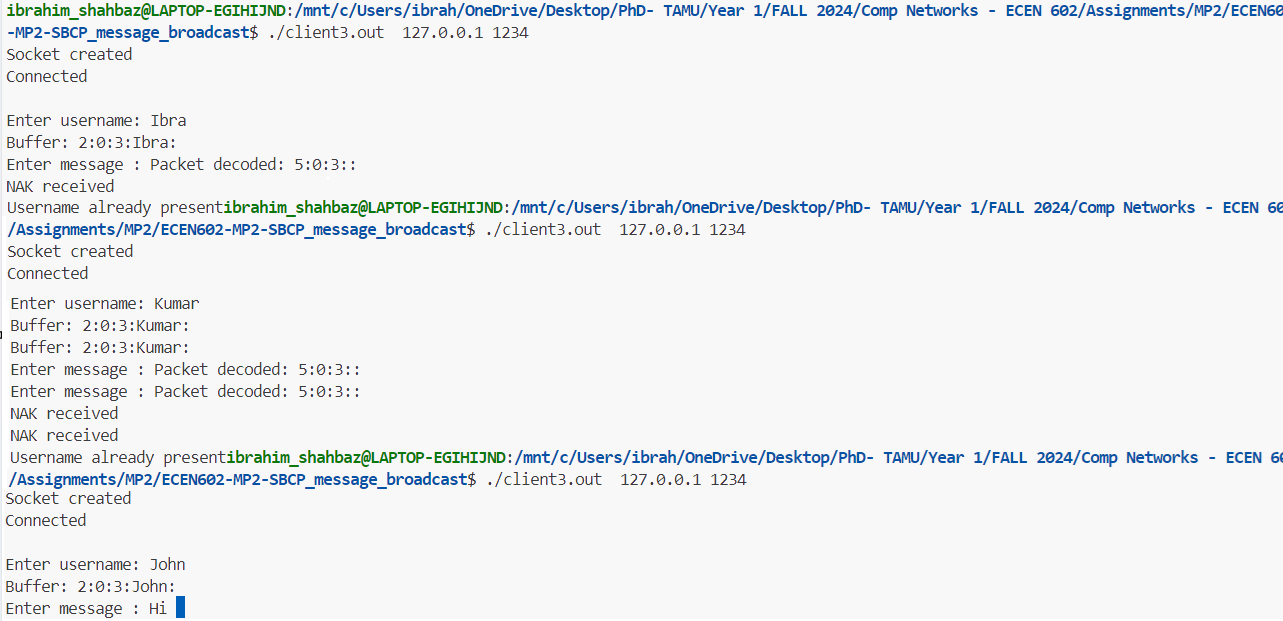 ibrahim_shahbaz@LAPTOP-EGIHIJND:/mnt/c/Users/ibrah/OneDrive/Desktop/PhD- TAMU/Year 1/FALL 2024/Comp Networks - ECEN 602/Assignments/MP2/ECEN60
-MP2-SBCP_message_broadcast$ ./client3.out  127.0.0.1 1234
Socket created
Connected
Enter username: Ibra
Buffer: 2:0:3:Ibra:
Enter message : Packet decoded: 5:0:3::
NAK received
Username already presentibrahim_shahbaz@LAPTOP-EGIHIJND:/mnt/c/Users/ibrah/OneDrive/Desktop/PhD- TAMU/Year 1/FALL 2024/Comp Networks - ECEN 60
/Assignments/MP2/ECEN602-MP2-SBCP_message_broadcast$ ./client3.out  127.0.0.1 1234
Socket created
Connected
Enter username: Kumar
Buffer: 2:0:3:Kumar:
Buffer: 2:0:3:Kumar:
Enter message : Packet decoded: 5:0:3::
Enter message : Packet decoded: 5:0:3::
NAK received
NAK received
Username already presentibrahim_shahbaz@LAPTOP-EGIHIJND:/mnt/c/Users/ibrah/OneDrive/Desktop/PhD- TAMU/Year 1/FALL 2024/Comp Networks - ECEN 60
/Assignments/MP2/ECEN602-MP2-SBCP_message_broadcast$ ./client3.out  127.0.0.1 1234
Socket created
Connected
Enter username: John
Buffer: 2:0:3:John:
Enter message : Hi